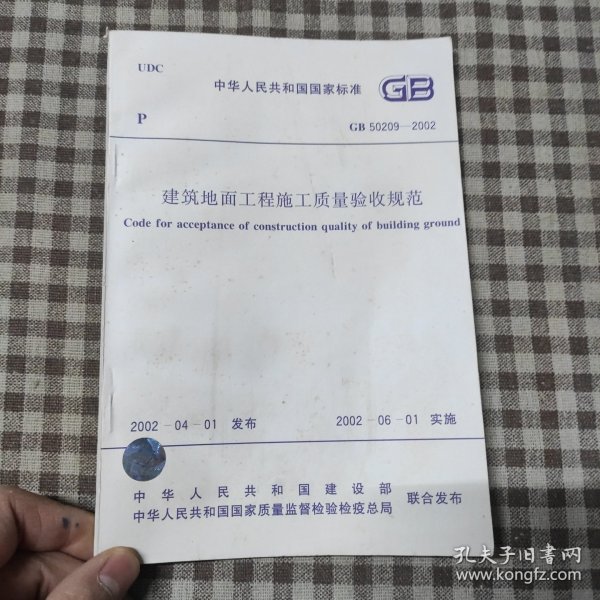 UDC
中华人民共和国国家标准 GB
P
GB 50209—2002
建筑地面工程施工质量验收规范
Code for acceptance of construction quality of building ground
2002－04－01 发布 2002－06－01 实施
中华人民共和国建设部
中华人民共和国国家质量监督检验检疫总局 联合发布
孔夫子旧书网
www.kongfz.com